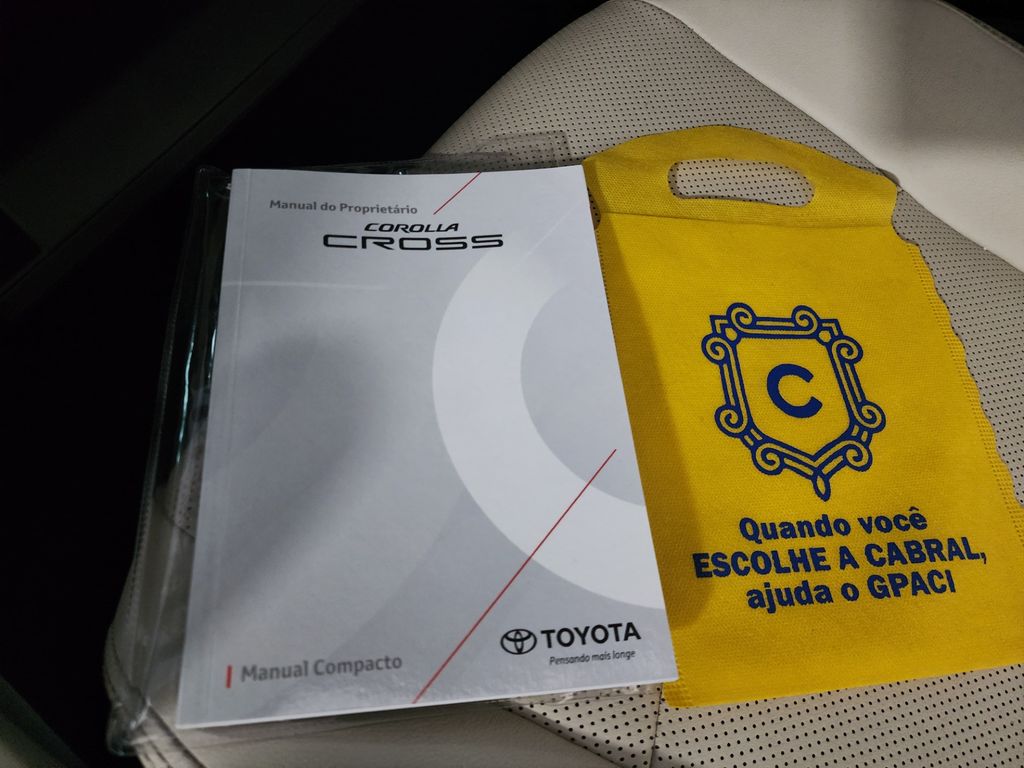 Manual do Proprietário
COROLLA
CROSS
Manual Compacto
TOYOTA
Pensando mais longe
C
Quando você
ESCOLHE A CABRAL,
ajuda o GPACI